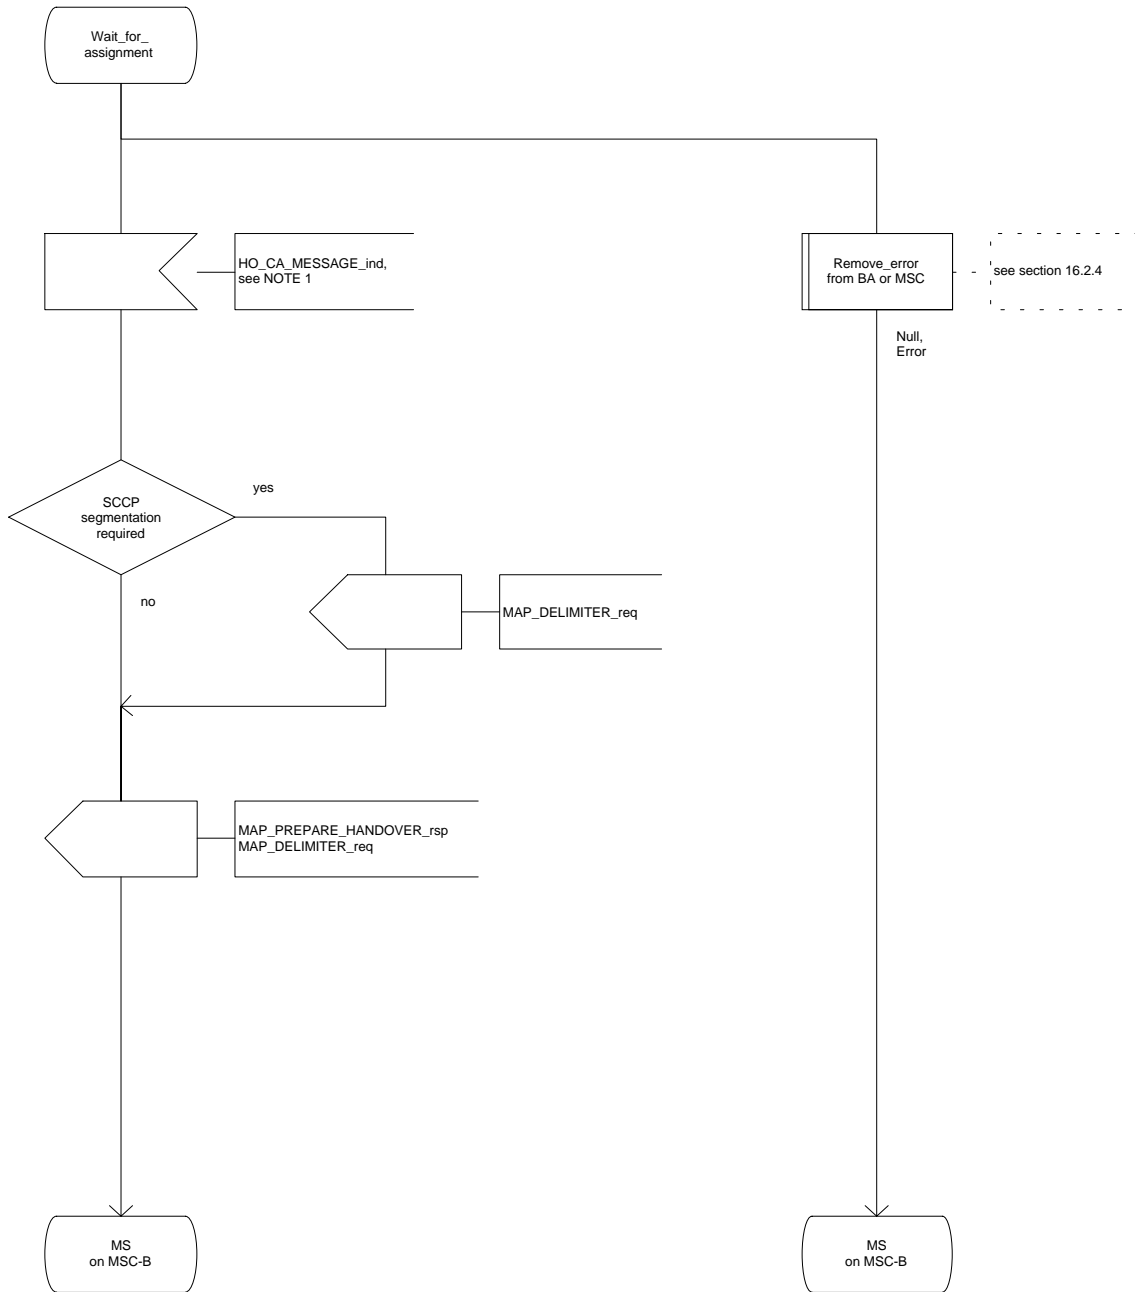 Wait_for_
assignment
HO_CA_MESSAGE_ind,
see NOTE 1
Remove_error
from BA or MSC
see section 16.2.4
Null,
Error
SCCP
segmentation
required
yes
no
MAP_DELIMITER_req
MAP_PREPARE_HANDOVER_rsp
MAP_DELIMITER_req
MS
on MSC-B
MS
on MSC-B